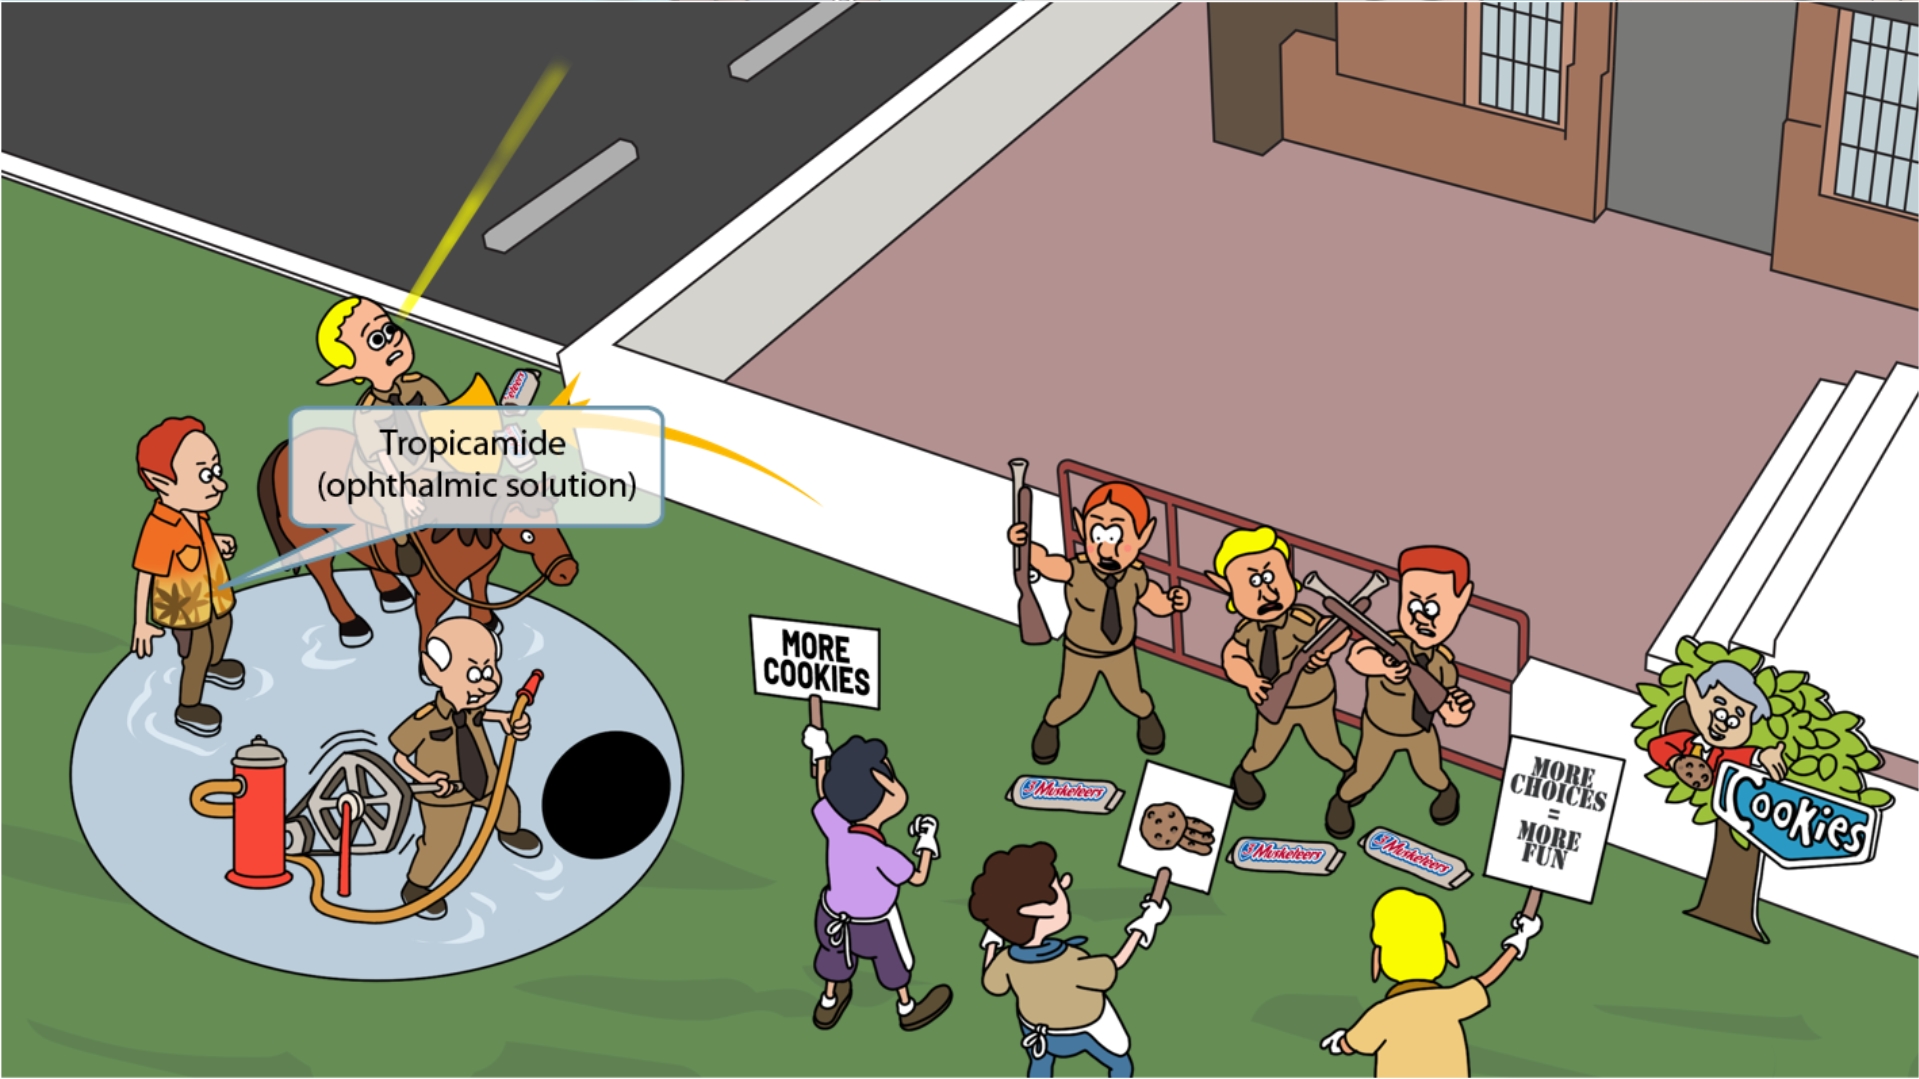 Tropicamide
(ophthalmic solution)
MORE
COOKIES
3 Musketeers
3 Musketeers
3 Musketeers
MORE
CHOICES
=
MORE
FUN
Cookies